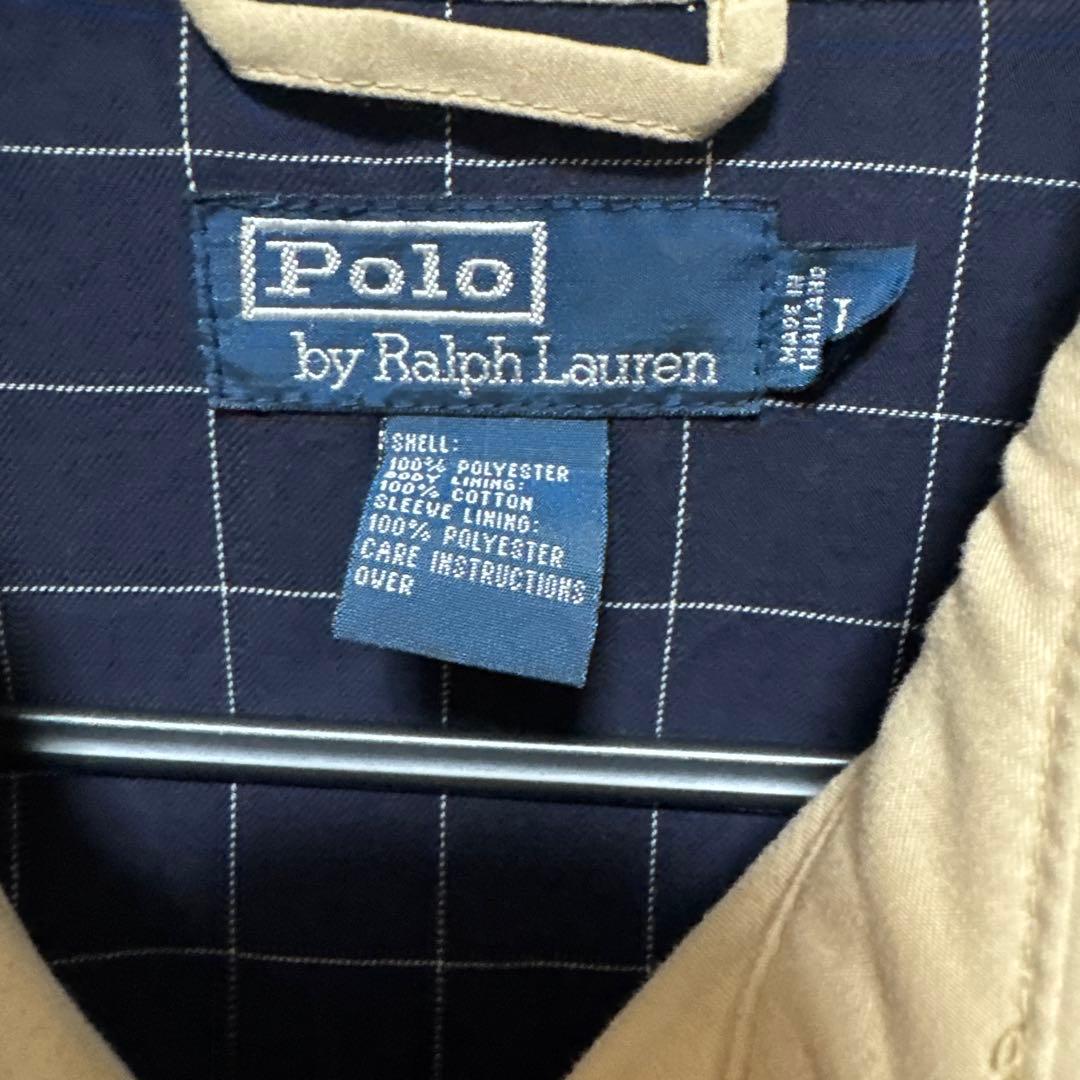 Polo
by Ralph Lauren
MADE IN
THAILAND
SHELL:
100% POLYESTER
BODY LINING:
100% COTTON
SLEEVE LINING:
100% POLYESTER
CARE INSTRUCTIONS
OVER